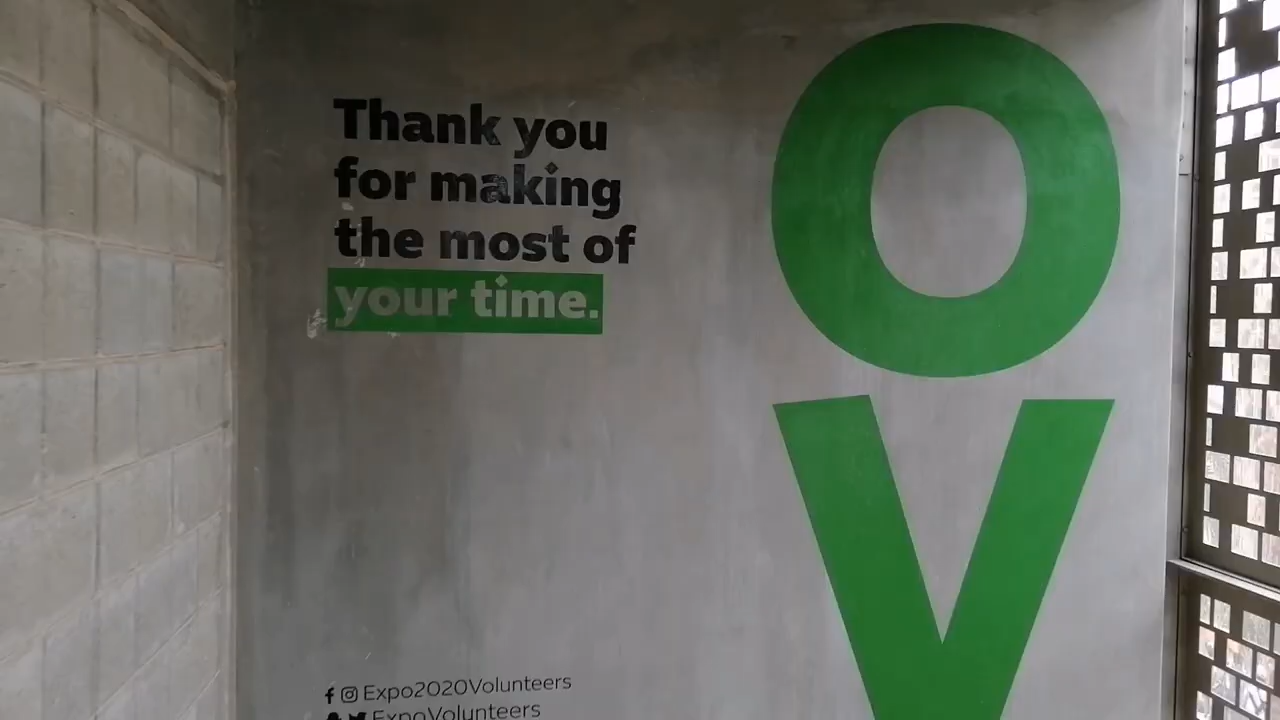 Thank you
for making
the most of
your time.
O
V
Expo2020Volunteers
ExpoVolunteers